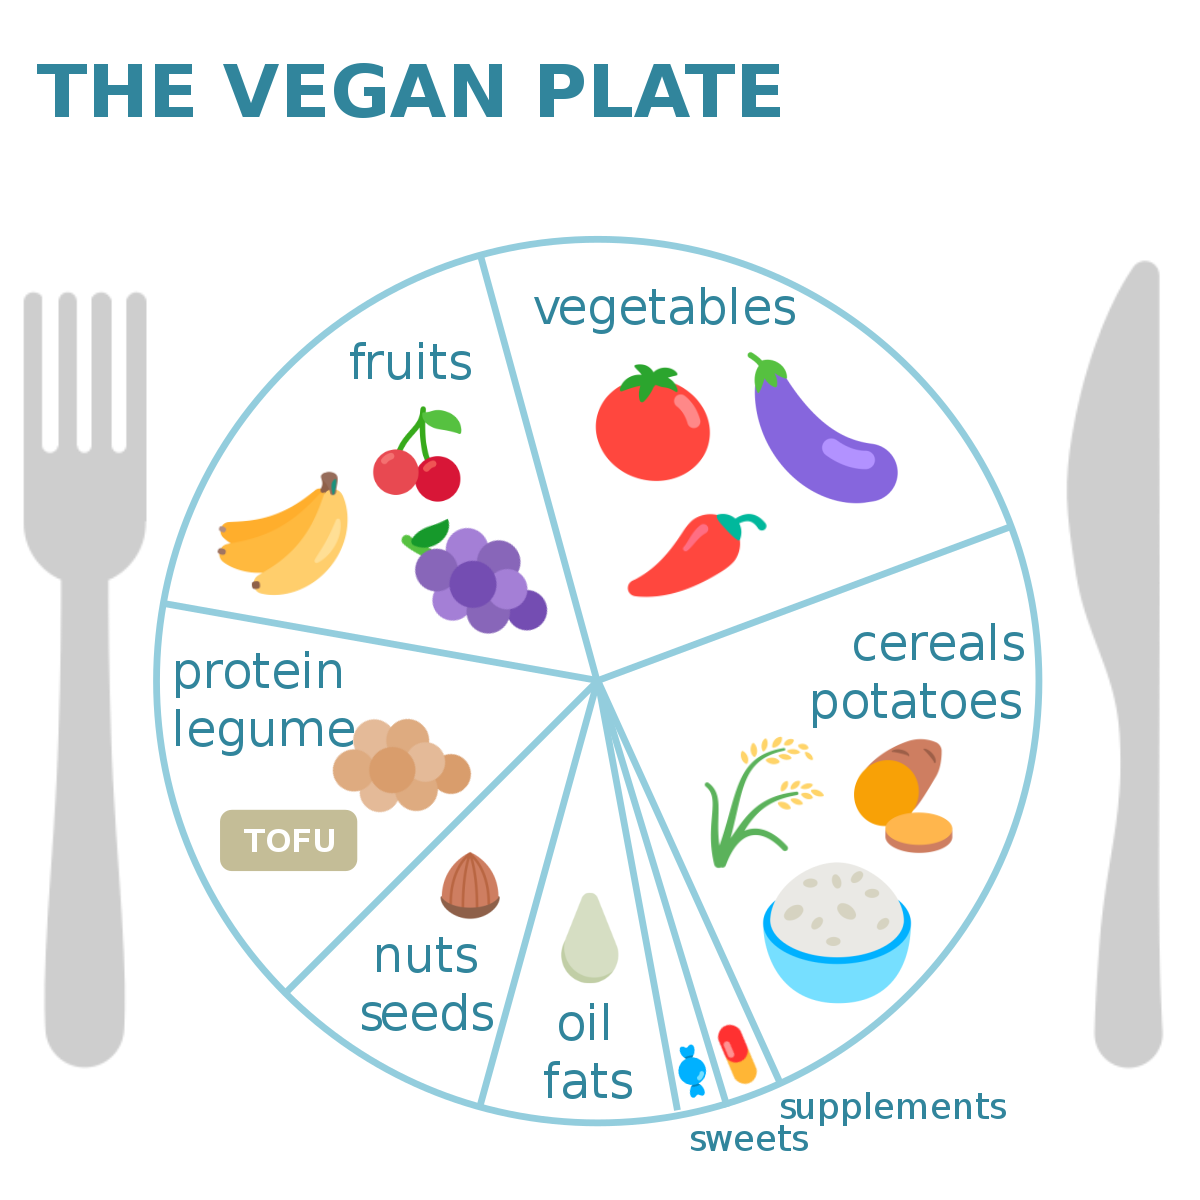 THE VEGAN PLATE
vegetables
fruits
cereals
potatoes
protein
legume
TOFU
nuts
seeds
oil
fats
supplements
sweets